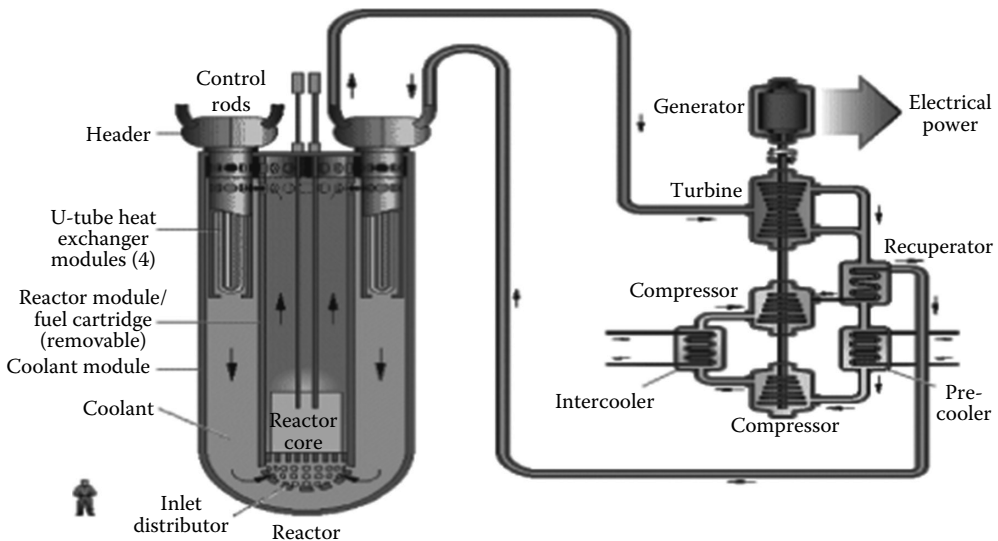 Control
rods
Header
U-tube heat
exchanger
modules (4)
Reactor module/
fuel cartridge
(removable)
Coolant module
Coolant
Reactor
core
Inlet
distributor
Reactor
Generator
Electrical
power
Turbine
Recuperator
Compressor
Intercooler
Compressor
Pre-
cooler